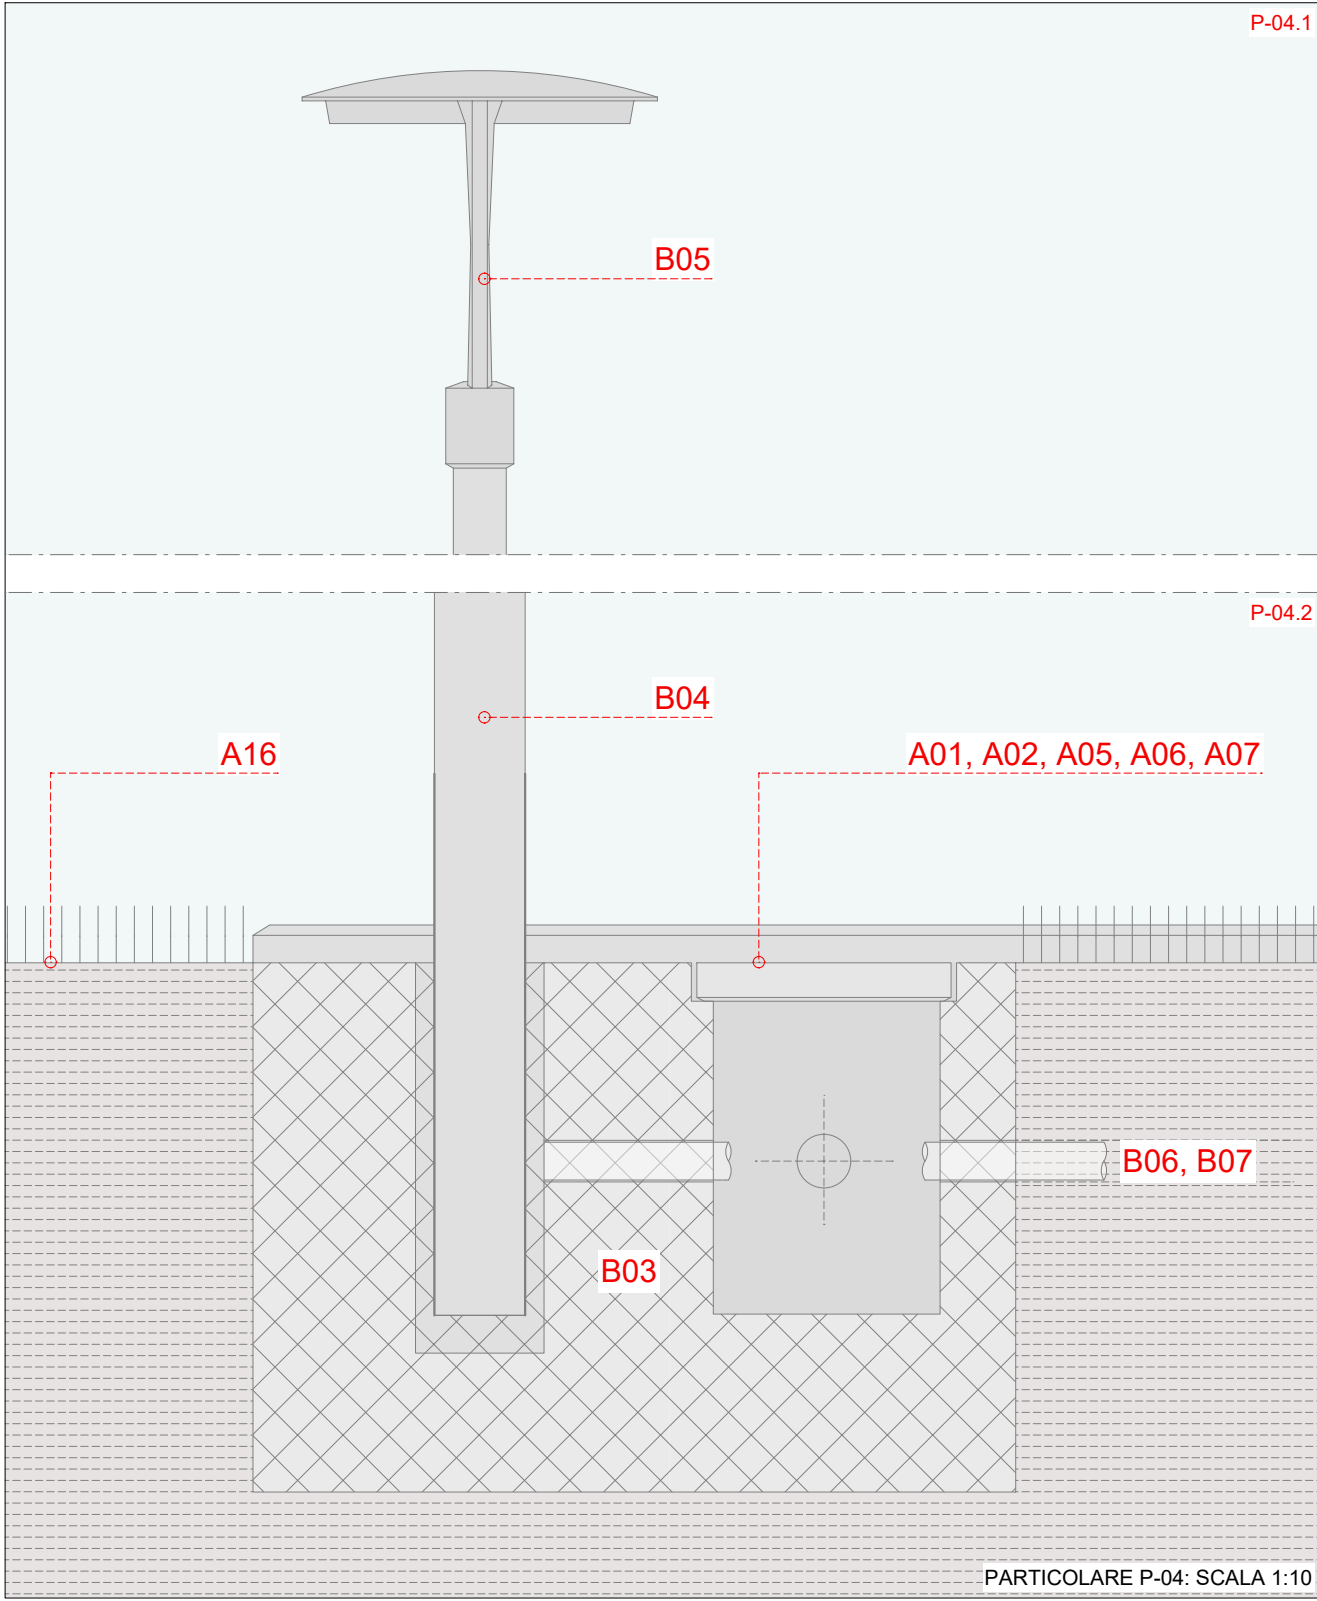 P-04.1
B05
P-04.2
B04
A16
A01, A02, A05, A06, A07
B06, B07
B03
PARTICOLARE P-04: SCALA 1:10